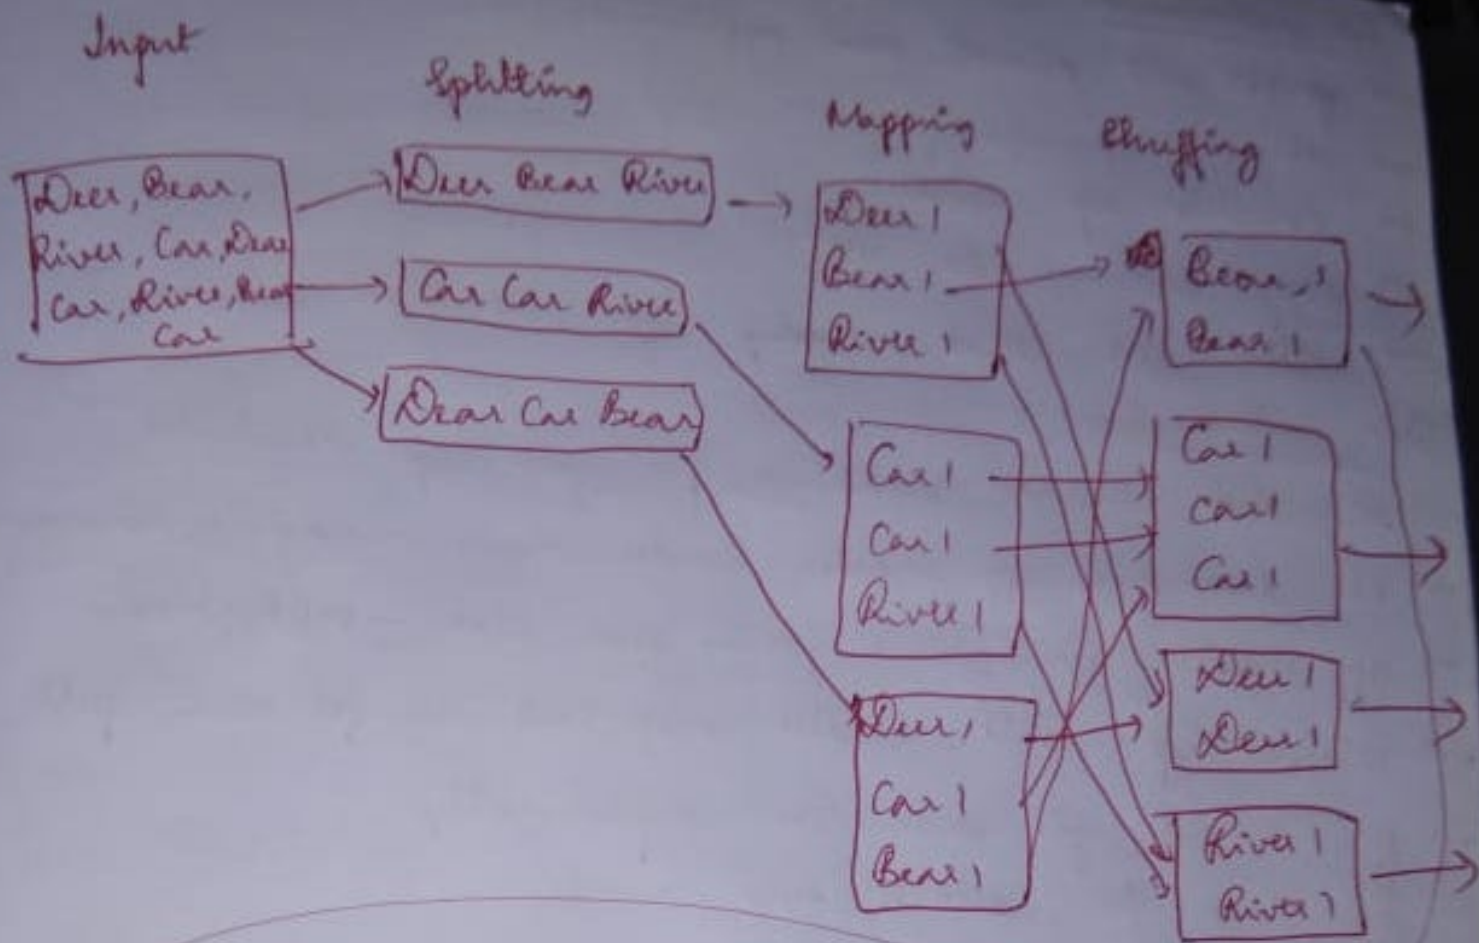 Input
Splitting
Mapping
Shuffing
Deer, Bear,
River, Car, Deer
Car, River, Bear
Car
Deer Bear River
Car Car River
Dear Car Bear
Deer 1
Bear 1
River 1
Car 1
Car 1
River 1
Deer 1
Car 1
Bear 1
Bear, 1
Bear 1
Car 1
Car 1
Car 1
Deer 1
Deer 1
River 1
River 1